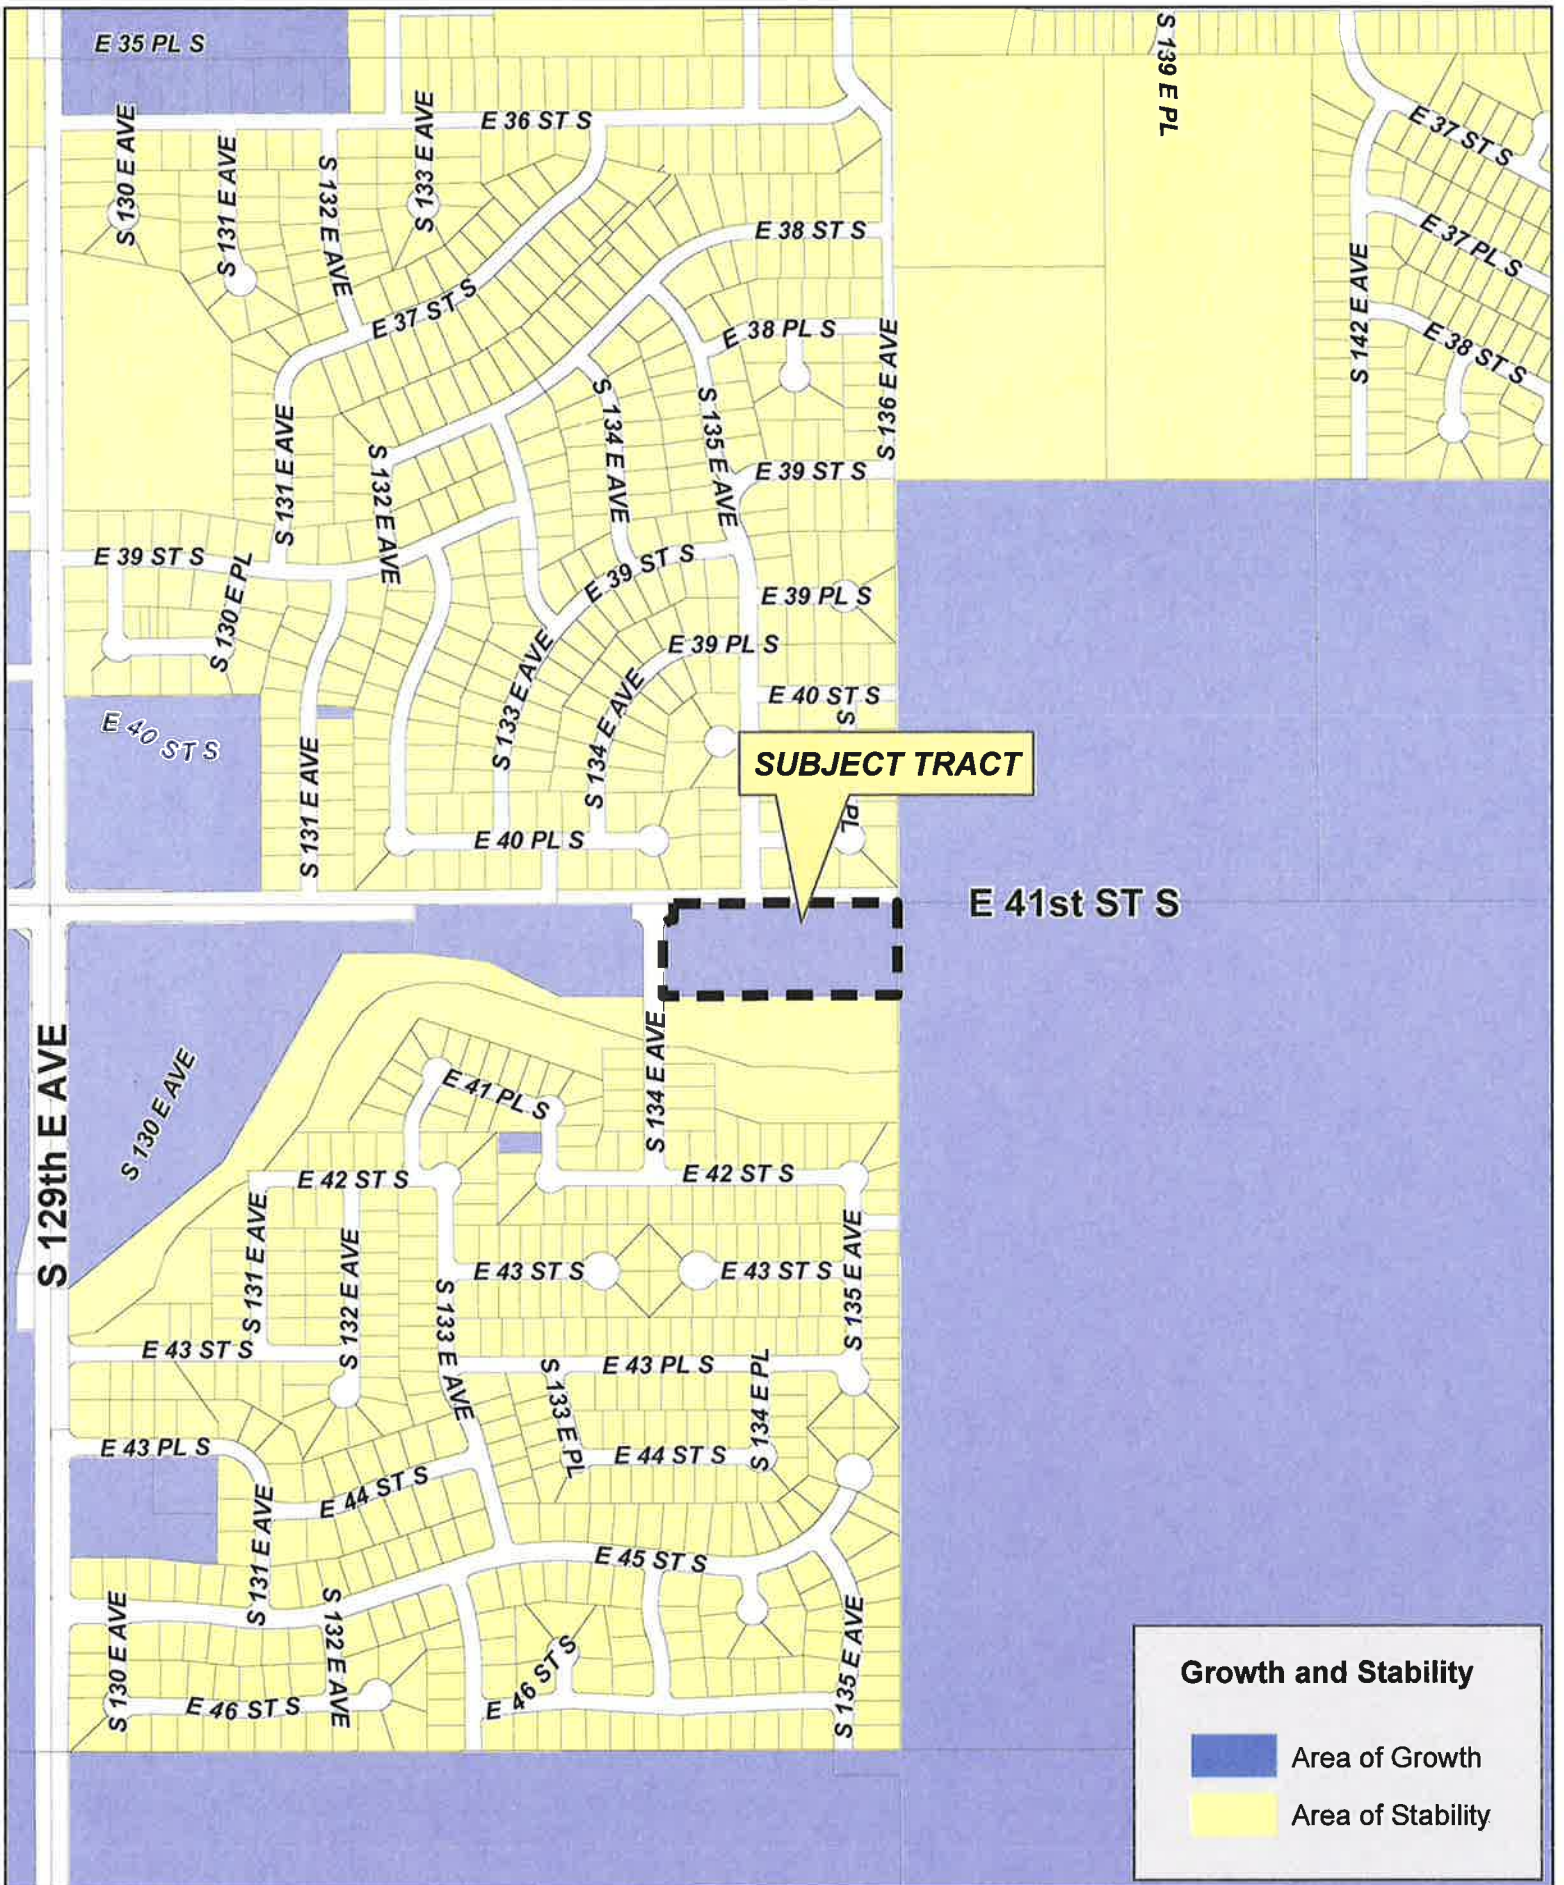 E 35 PL S
S 139 E PL
S 130 E AVE
S 131 E AVE
S 132 E AVE
S 133 E AVE
E 36 ST S
E 37 ST S
E 37 ST S
E 38 ST S
E 37 PL S
E 38 PL S
S 136 E AVE
S 142 E AVE
E 38 ST S
S 131 E AVE
S 132 E AVE
S 134 E AVE
S 135 E AVE
E 39 ST S
E 39 ST S
S 130 E PL
E 39 ST S
E 39 PL S
E 39 PL S
S 133 E AVE
S 134 E AVE
E 40 ST S
E 40 ST S
S
PL
SUBJECT TRACT
S 131 E AVE
E 40 PL S
E 41st ST S
S 129th E AVE
S 130 E AVE
S 134 E AVE
E 41 PL S
E 42 ST S
E 42 ST S
S 131 E AVE
S 132 E AVE
S 133 E AVE
E 43 ST S
E 43 ST S
S 135 E AVE
E 43 ST S
S 133 E PL
E 43 PL S
S 134 E PL
E 43 PL S
E 44 ST S
E 44 ST S
S 131 E AVE
E 45 ST S
S 130 E AVE
S 132 E AVE
E 46 ST S
E 46 ST S
S 135 E AVE
Growth and Stability
Area of Growth
Area of Stability